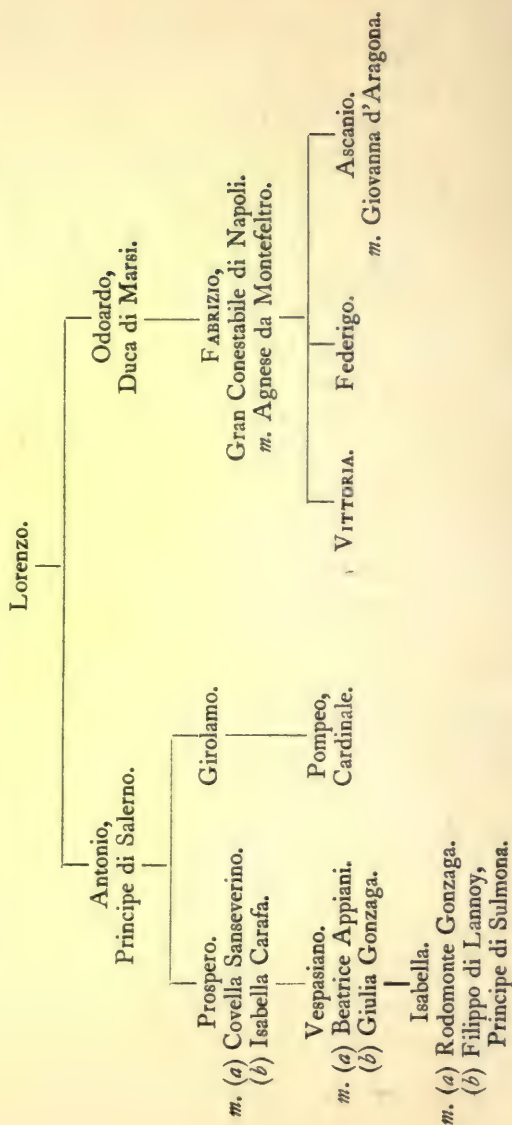 Lorenzo.
Antonio,
Principe di Salerno.
Odoardo,
Duca di Marsi.
Prospero.
m. (a) Covella Sanseverino.
(b) Isabella Carafa.
Girolamo.
FABRIZIO,
Gran Conestabile di Napoli.
m. Agnese da Montefeltro.
Vespasiano.
m. (a) Beatrice Appiani.
(b) Giulia Gonzaga.
Pompeo,
Cardinale.
VITTORIA.
Federigo.
Ascanio.
m. Giovanna d'Aragona.
Isabella.
m. (a) Rodomonte Gonzaga.
(b) Filippo di Lannoy,
Principe di Sulmona.